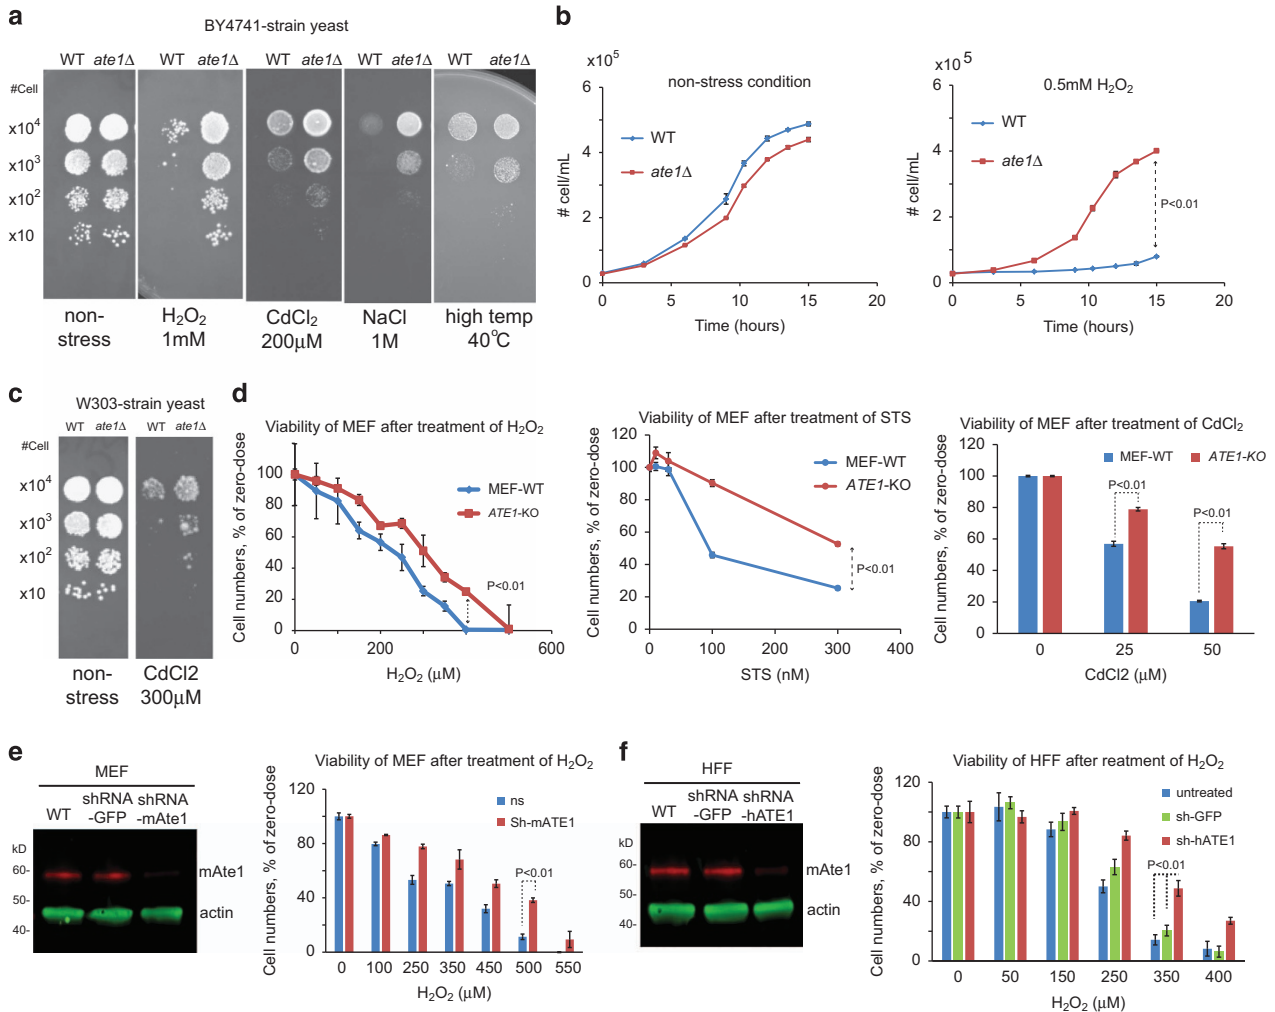 a
BY4741-strain yeast
WT ate1Δ WT ate1Δ WT ate1Δ WT ate1Δ WT ate1Δ
#Cell
x10⁴
x10³
x10²
x10
non-stress
H₂O₂ 1mM
CdCl₂ 200µM
NaCl 1M
high temp 40°C
b
x10⁵
non-stress condition
WT
ate1Δ
# cell/mL
6
4
2
0
0 5 10 15 20
Time (hours)
x10⁵
0.5mM H₂O₂
WT
ate1Δ
P<0.01
# cell/mL
6
4
2
0
0 5 10 15 20
Time (hours)
c
W303-strain yeast
WT ate1Δ WT ate1Δ
#Cell
x10⁴
x10³
x10²
x10
non-stress
CdCl2 300µM
d
Viability of MEF after treatment of H₂O₂
MEF-WT
ATE1-KO
P<0.01
Cell numbers, % of zero-dose
100
80
60
40
20
0
0 200 600
H₂O₂ (µM)
Viability of MEF after treatment of STS
MEF-WT
ATE1-KO
P<0.01
Cell numbers, % of zero-dose
120
100
80
60
40
20
0
0 100 200 300 400
STS (nM)
Viability of MEF after treatment of CdCl₂
MEF-WT ATE1-KO
P<0.01
P<0.01
Cell numbers, % of zero-dose
120
100
80
60
40
20
0
0 25 50
CdCl2 (µM)
e
MEF
WT shRNA-GFP shRNA-mAte1
kD
60-
50-
40-
mAte1
actin
Viability of MEF after treatment of H₂O₂
ns
Sh-mATE1
P<0.01
Cell numbers, % of zero-dose
120
80
40
0
0 100 250 350 450 500 550
H₂O₂ (µM)
f
HFF
WT shRNA-GFP shRNA-hATE1
kD
60-
50-
40-
mAte1
actin
Viability of HFF after reatment of H₂O₂
untreated
sh-GFP
sh-hATE1
P<0.01
Cell numbers, % of zero-dose
120
80
40
0
0 50 150 250 350 400
H₂O₂ (µM)